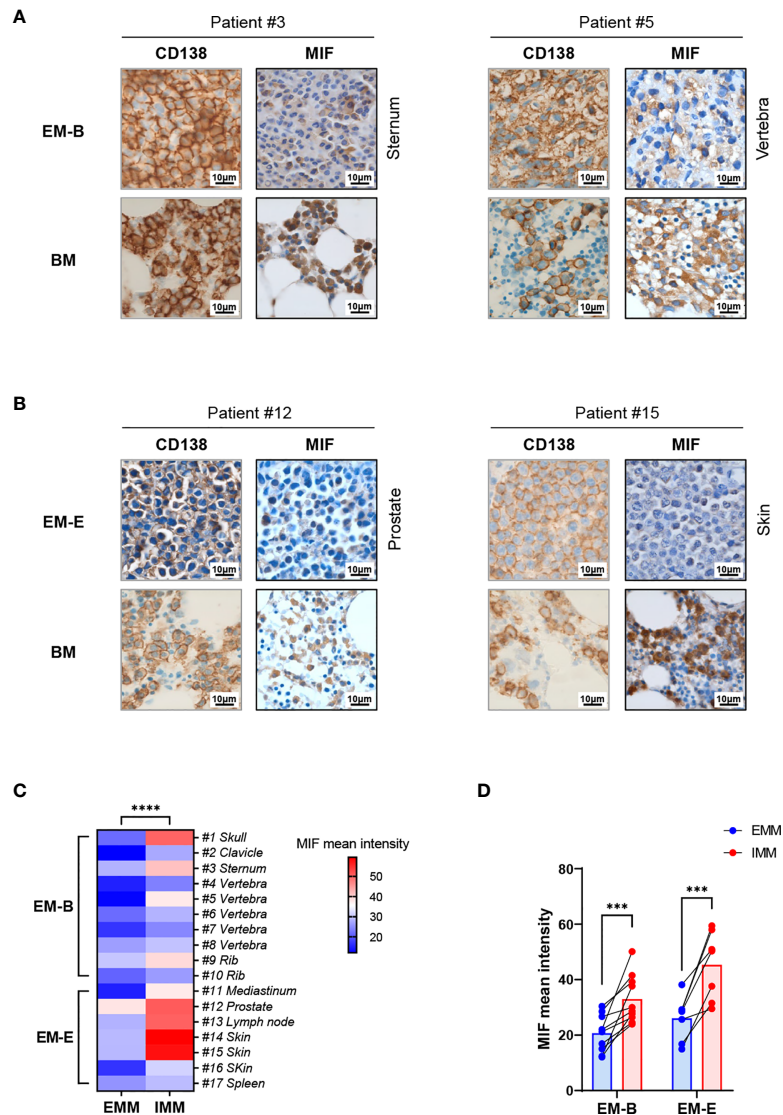 A
Patient #3
Patient #5
CD138 MIF
CD138 MIF
EM-B
Sternum
Vertebra
10μm 10μm 10μm 10μm
BM
10μm 10μm 10μm 10μm
B
Patient #12
Patient #15
CD138 MIF
CD138 MIF
EM-E
Prostate
Skin
10μm 10μm 10μm 10μm
BM
10μm 10μm 10μm 10μm
C
****
EM-B
EM-E
#1 Skull
#2 Clavicle
#3 Sternum
#4 Vertebra
#5 Vertebra
#6 Vertebra
#7 Vertebra
#8 Vertebra
#9 Rib
#10 Rib
#11 Mediastinum
#12 Prostate
#13 Lymph node
#14 Skin
#15 Skin
#16 SKin
#17 Spleen
EMM IMM
MIF mean intensity
50
40
30
20
D
EMM
IMM
MIF mean intensity
80
60
40
20
0
***
***
EM-B EM-E